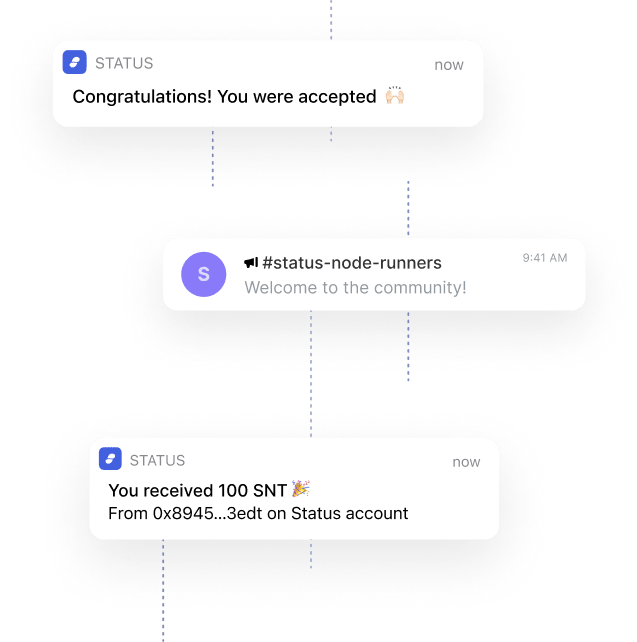 STATUS now
Congratulations! You were accepted 🙌🏻
S
#status-node-runners 9:41 AM
Welcome to the community!
STATUS now
You received 100 SNT 🎉
From 0x8945...3edt on Status account